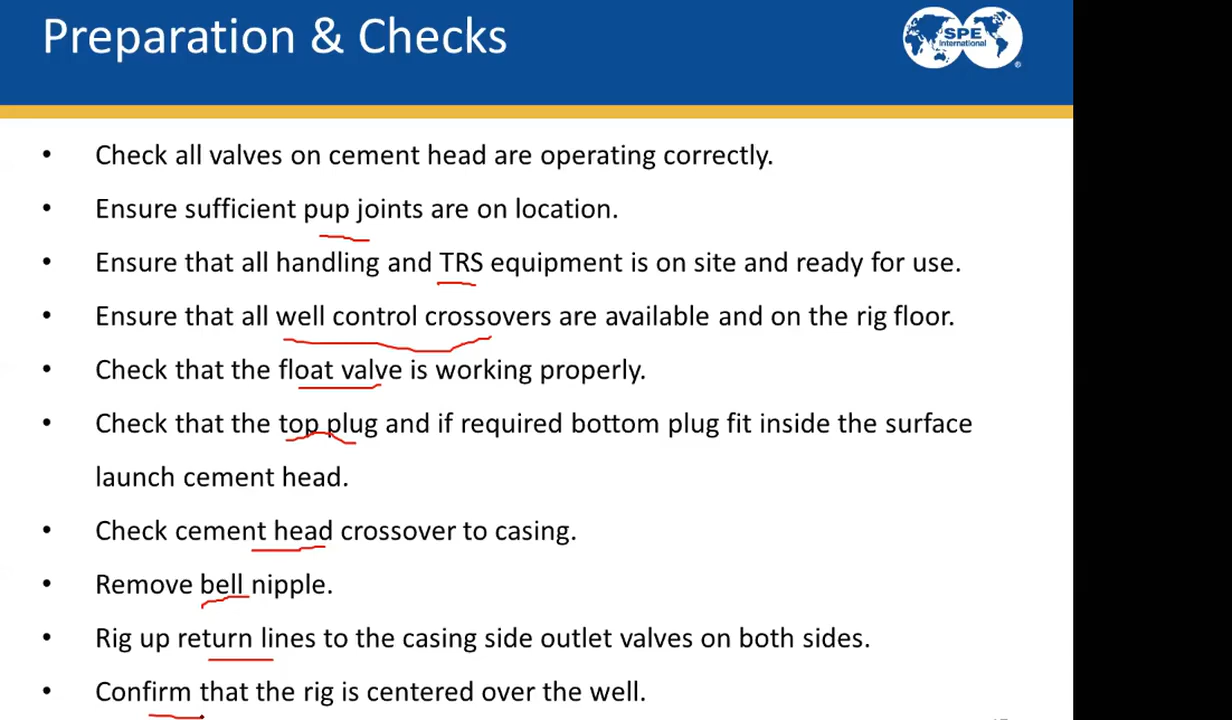 Preparation & Checks
SPE
International
®
• Check all valves on cement head are operating correctly.
• Ensure sufficient pup joints are on location.
• Ensure that all handling and TRS equipment is on site and ready for use.
• Ensure that all well control crossovers are available and on the rig floor.
• Check that the float valve is working properly.
• Check that the top plug and if required bottom plug fit inside the surface
launch cement head.
• Check cement head crossover to casing.
• Remove bell nipple.
• Rig up return lines to the casing side outlet valves on both sides.
• Confirm that the rig is centered over the well.